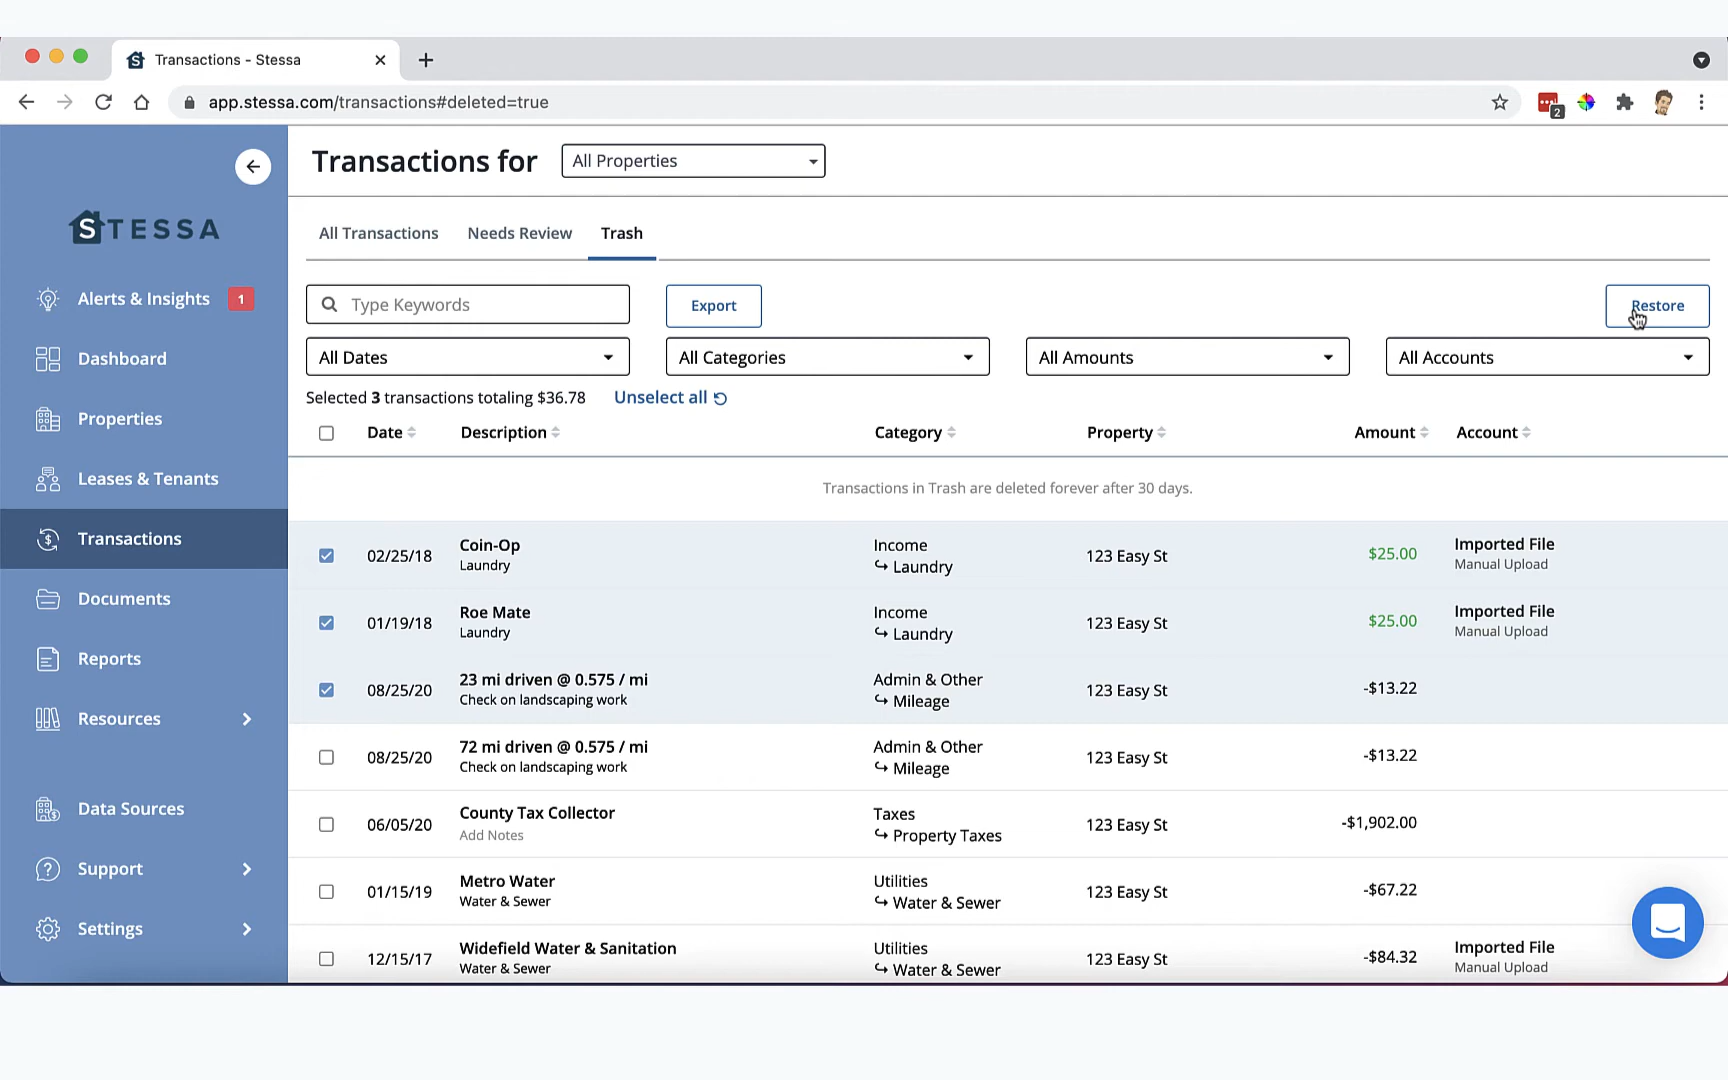 Transactions - Stessa
app.stessa.com/transactions#deleted=true
2
STESSA
Alerts & Insights 1
Dashboard
Properties
Leases & Tenants
Transactions
Documents
Reports
Resources
Data Sources
Support
Settings
Transactions for All Properties
All Transactions Needs Review Trash
Type Keywords Export Restore
All Dates All Categories All Amounts All Accounts
Selected 3 transactions totaling $36.78 Unselect all
Date Description Category Property Amount Account
Transactions in Trash are deleted forever after 30 days.
02/25/18 Coin-Op Income 123 Easy St $25.00 Imported File
Laundry Laundry Manual Upload
01/19/18 Roe Mate Income 123 Easy St $25.00 Imported File
Laundry Laundry Manual Upload
08/25/20 23 mi driven @ 0.575 / mi Admin & Other 123 Easy St -$13.22
Check on landscaping work Mileage
08/25/20 72 mi driven @ 0.575 / mi Admin & Other 123 Easy St -$13.22
Check on landscaping work Mileage
06/05/20 County Tax Collector Taxes 123 Easy St -$1,902.00
Add Notes Property Taxes
01/15/19 Metro Water Utilities 123 Easy St -$67.22
Water & Sewer Water & Sewer
12/15/17 Widefield Water & Sanitation Utilities 123 Easy St -$84.32 Imported File
Water & Sewer Water & Sewer Manual Upload